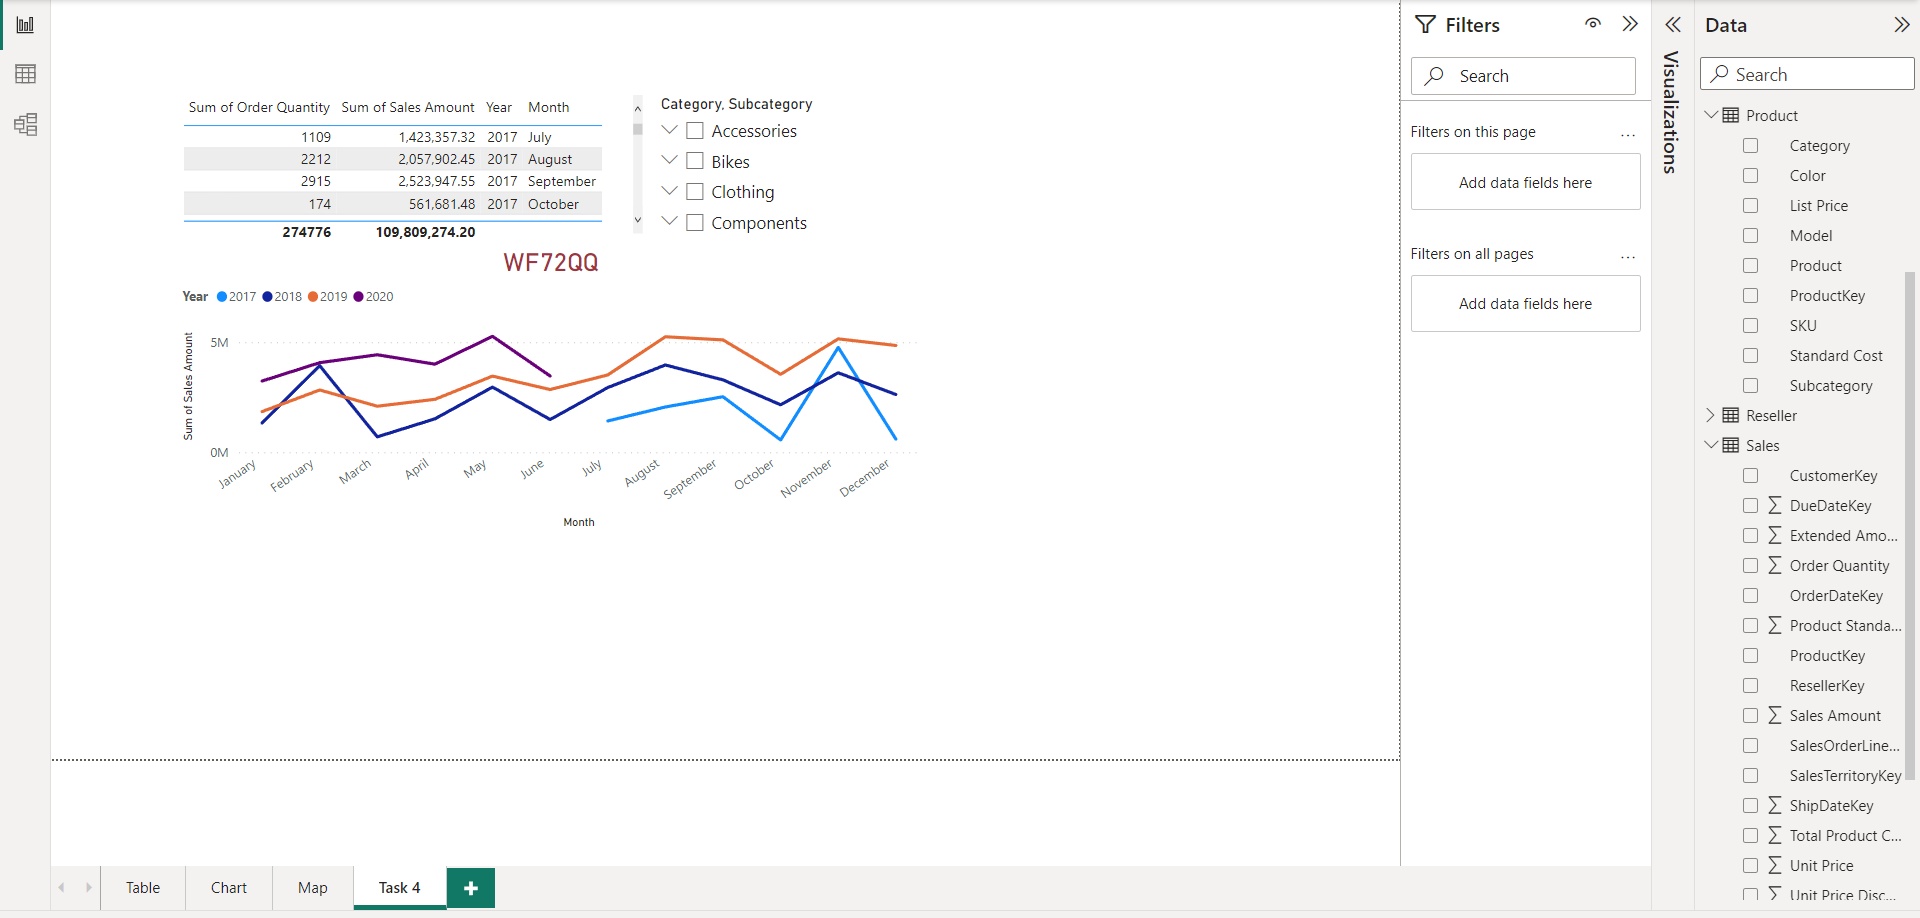 Filters
Data
Visualizations
Search
Search
Sum of Order Quantity Sum of Sales Amount Year Month
1109 1,423,357.32 2017 July
2212 2,057,902.45 2017 August
2915 2,523,947.55 2017 September
174 561,681.48 2017 October
274776 109,809,274.20
Category, Subcategory
Accessories
Bikes
Clothing
Components
WF72QQ
Year 2017 2018 2019 2020
Sum of Sales Amount
5M
0M
January February March April May June July August September October November December
Month
Filters on this page ...
Add data fields here
Filters on all pages ...
Add data fields here
Product
Category
Color
List Price
Model
Product
ProductKey
SKU
Standard Cost
Subcategory
Reseller
Sales
CustomerKey
∑ DueDateKey
∑ Extended Amo...
∑ Order Quantity
OrderDateKey
∑ Product Standa...
ProductKey
ResellerKey
∑ Sales Amount
SalesOrderLine...
SalesTerritoryKey
∑ ShipDateKey
∑ Total Product C...
∑ Unit Price
∑ Unit Price Disc...
Table Chart Map Task 4 +